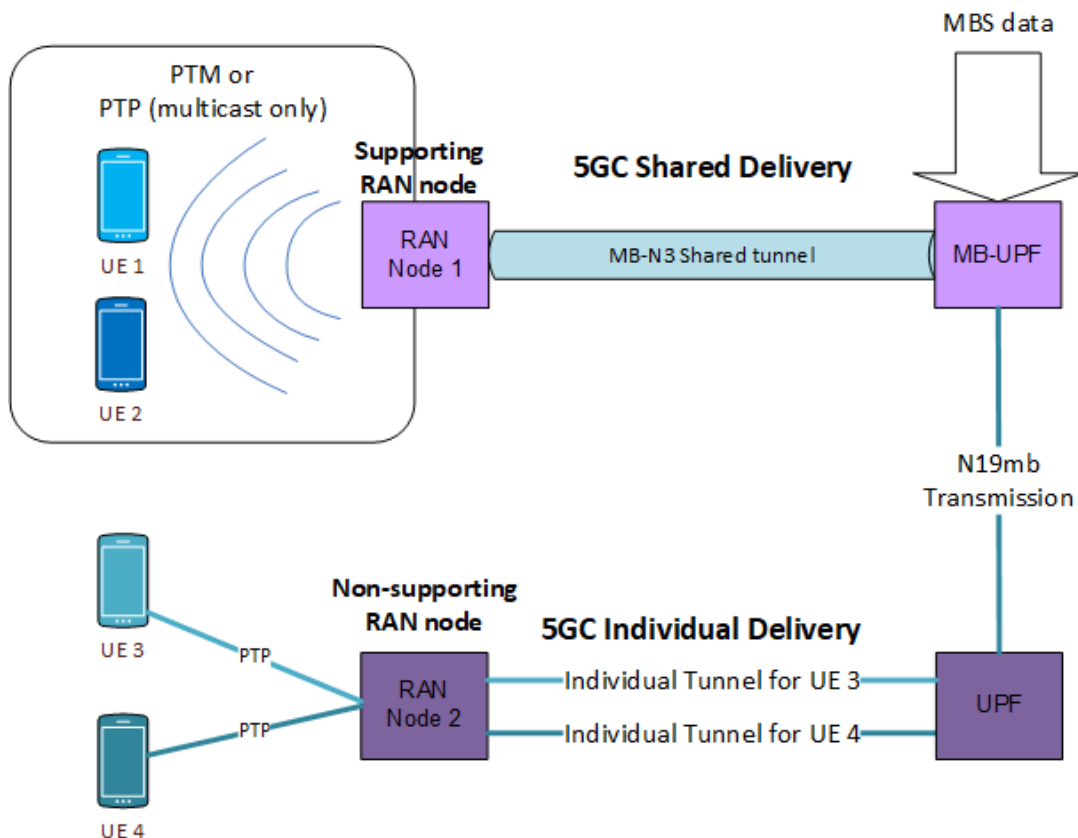 MBS data
PTM or
PTP (multicast only)
Supporting
RAN node
5GC Shared Delivery
UE 1
RAN
Node 1
MB-N3 Shared tunnel
MB-UPF
UE 2
N19mb
Transmission
Non-supporting
RAN node
5GC Individual Delivery
UE 3
PTP
RAN
Node 2
Individual Tunnel for UE 3
UPF
PTP
Individual Tunnel for UE 4
UE 4